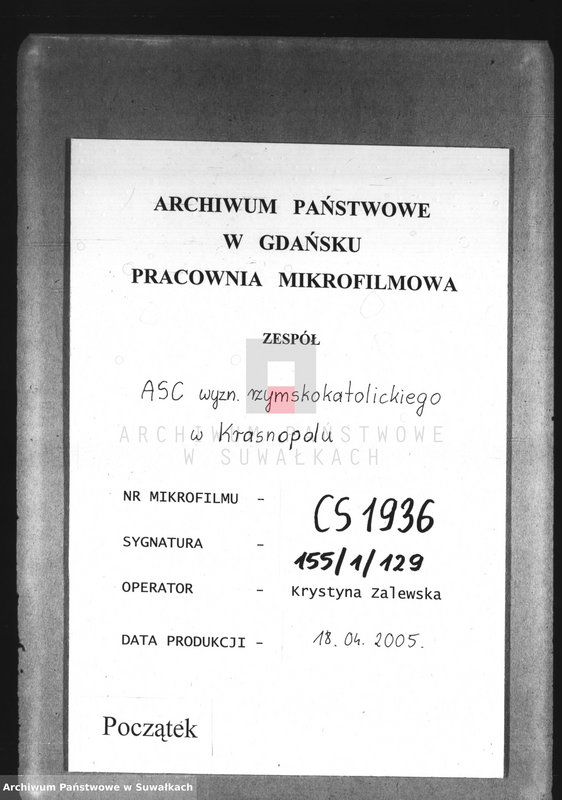 ARCHIWUM PAŃSTWOWE
W GDAŃSKU
PRACOWNIA MIKROFILMOWA
ZESPÓŁ
ASC wyzn. rzymskokatolickiego
w Krasnopolu
ARCHIWUM PAŃSTWOWE
W SUWAŁKACH
NR MIKROFILMU - CS 1936
SYGNATURA - 155/1/129
OPERATOR - Krystyna Zalewska
DATA PRODUKCJI - 18.04.2005.
Początek
Archiwum Państwowe w Suwałkach